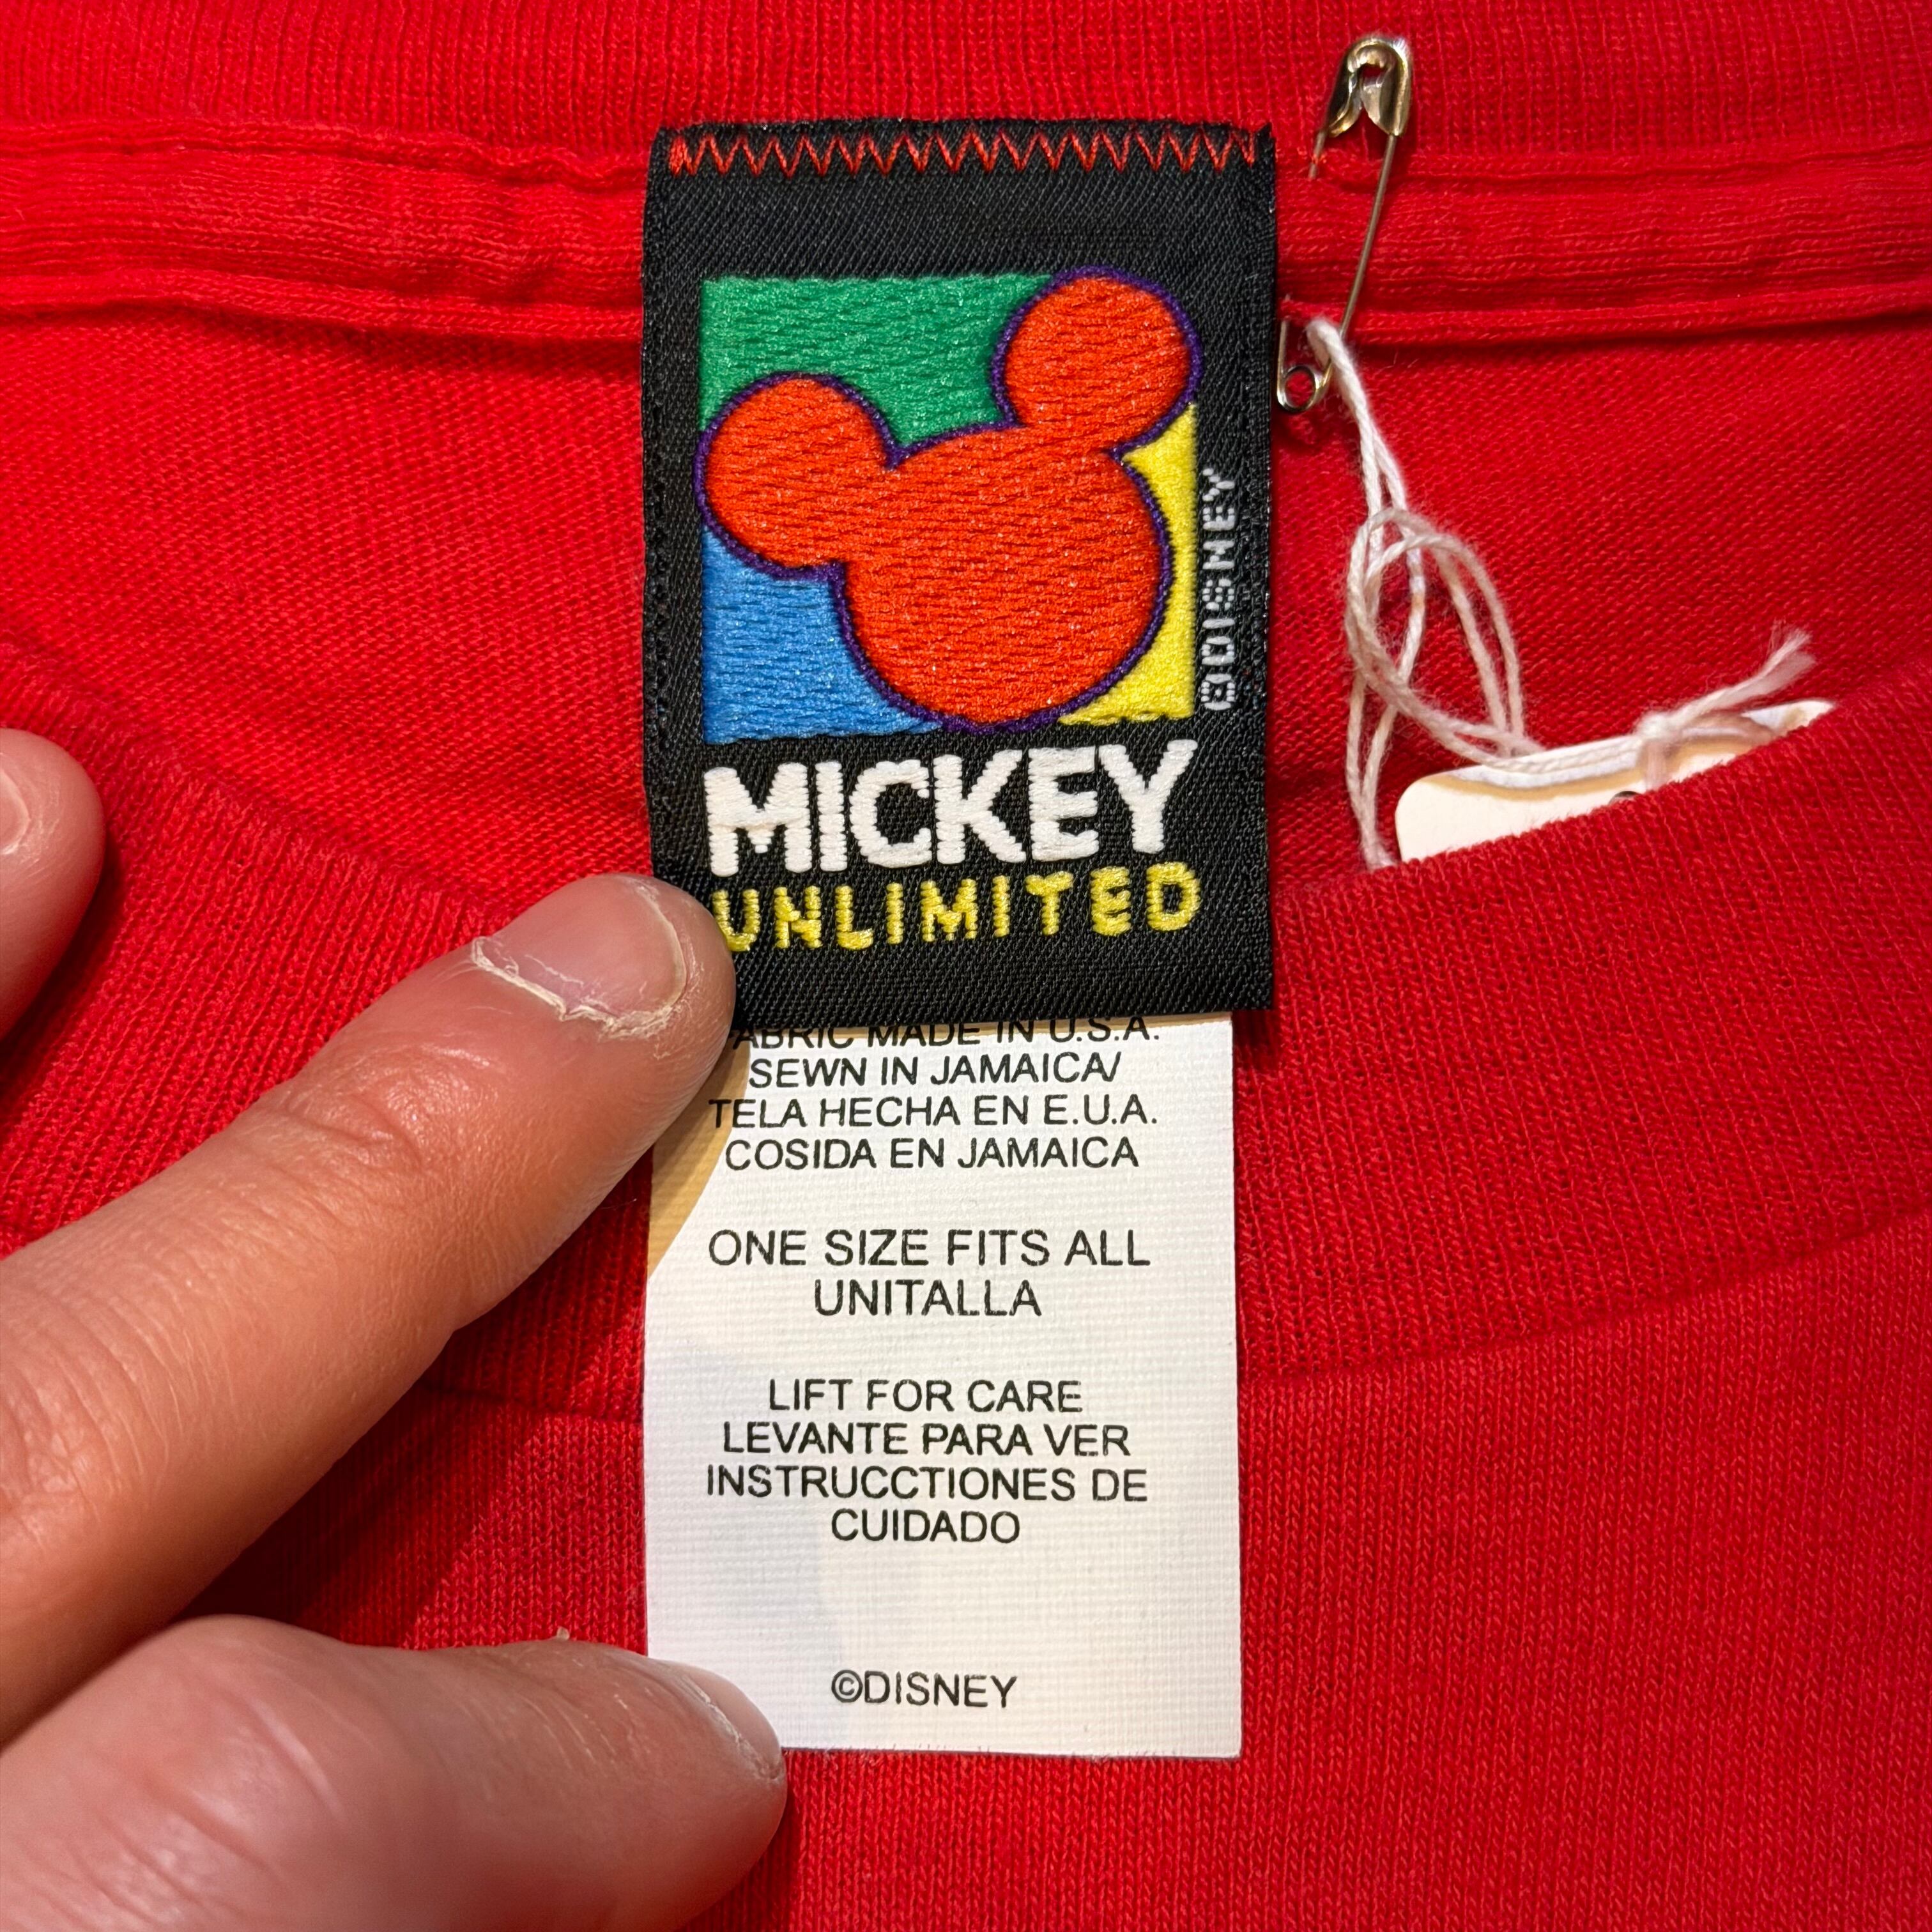 ©DISNEY
MICKEY
UNLIMITED
FABRIC MADE IN U.S.A.
SEWN IN JAMAICA/
TELA HECHA EN E.U.A.
COSIDA EN JAMAICA
ONE SIZE FITS ALL
UNITALLA
LIFT FOR CARE
LEVANTE PARA VER
INSTRUCCTIONES DE
CUIDADO
©DISNEY